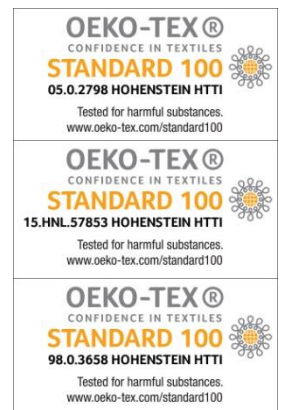 OEKO-TEX®
CONFIDENCE IN TEXTILES
STANDARD 100
05.0.2798 HOHENSTEIN HTTI
Tested for harmful substances.
www.oeko-tex.com/standard100
OEKO-TEX®
CONFIDENCE IN TEXTILES
STANDARD 100
15.HNL.57853 HOHENSTEIN HTTI
Tested for harmful substances.
www.oeko-tex.com/standard100
OEKO-TEX®
CONFIDENCE IN TEXTILES
STANDARD 100
98.0.3658 HOHENSTEIN HTTI
Tested for harmful substances.
www.oeko-tex.com/standard100